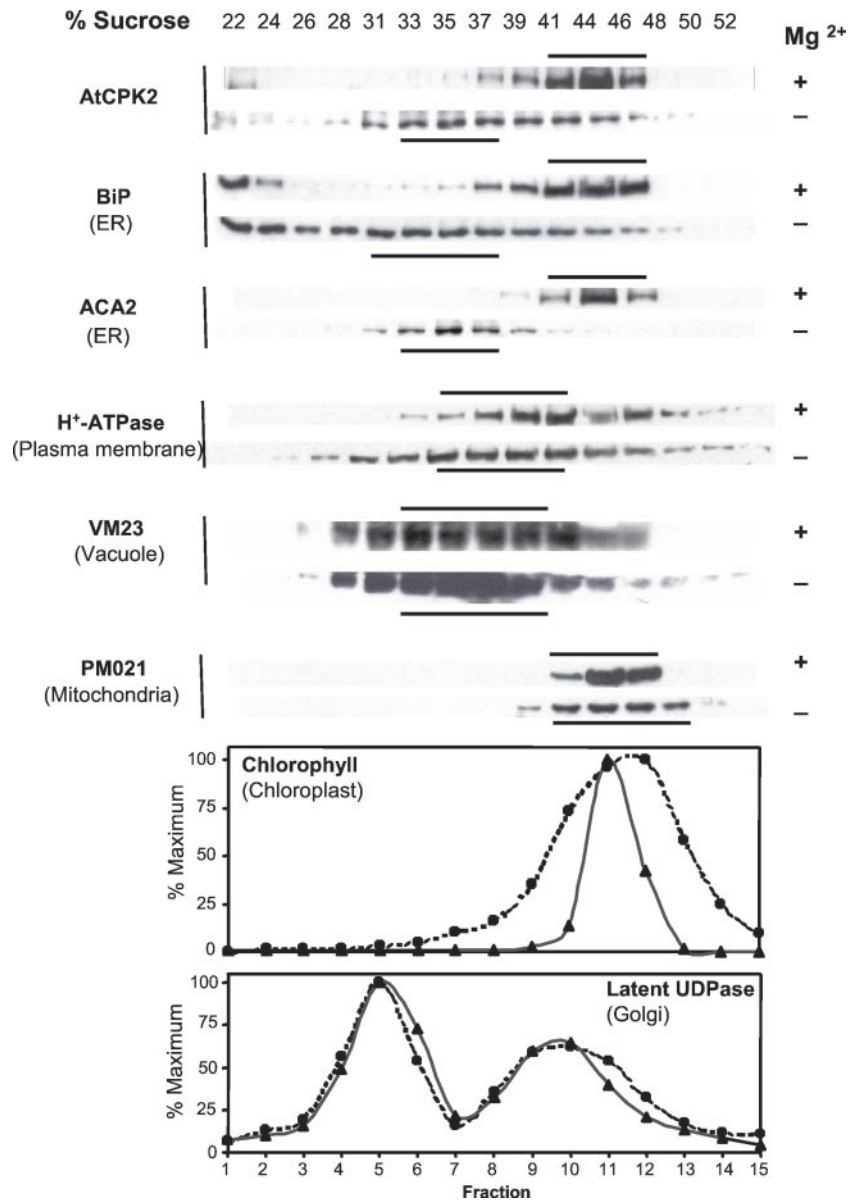 % Sucrose 22 24 26 28 31 33 35 37 39 41 44 46 48 50 52
Mg 2+
AtCPK2
+
–
BiP
(ER)
+
–
ACA2
(ER)
+
–
H+-ATPase
(Plasma membrane)
+
–
VM23
(Vacuole)
+
–
PM021
(Mitochondria)
+
–
Chlorophyll
(Chloroplast)
% Maximum
100
75
50
25
0
Latent UDPase
(Golgi)
% Maximum
100
75
50
25
0
1 2 3 4 5 6 7 8 9 10 11 12 13 14 15
Fraction